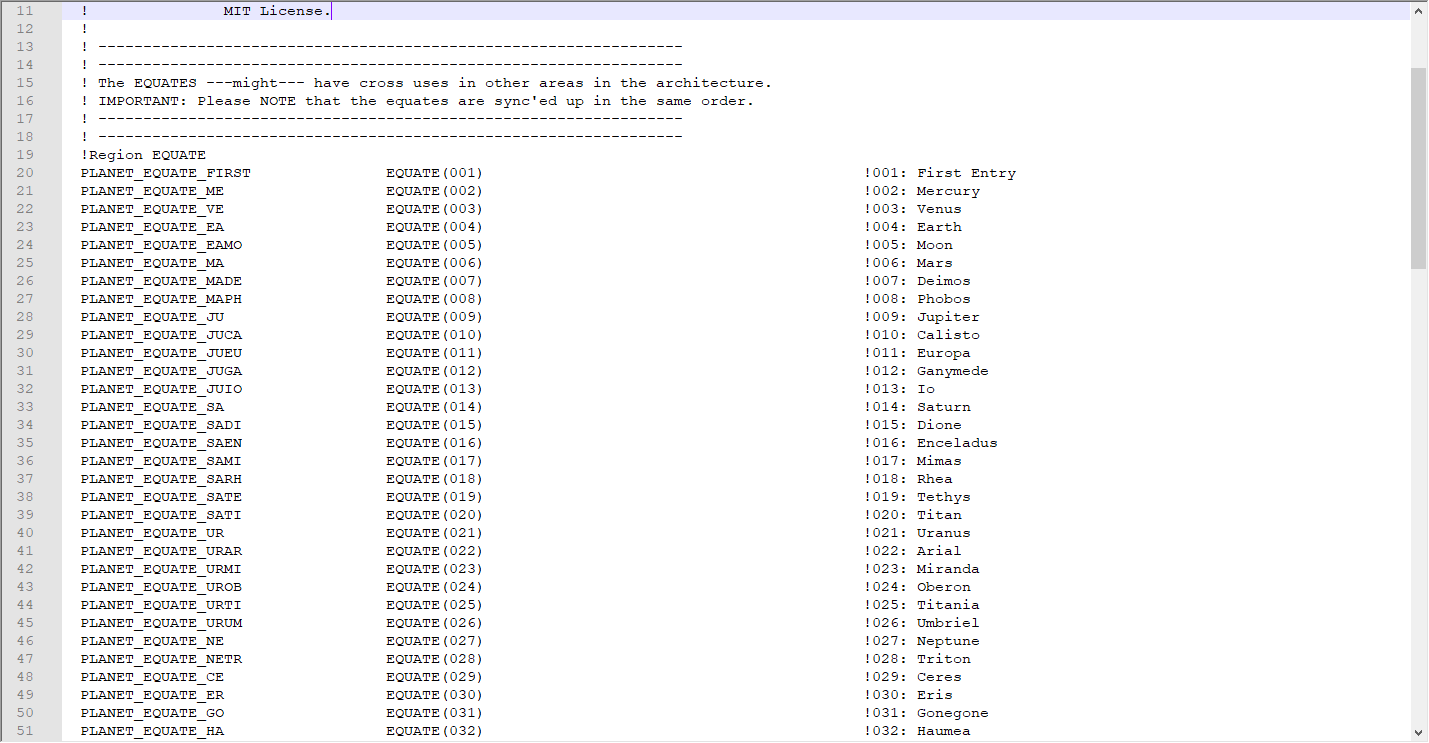 11 ! MIT License.
12 !
13 ! -----------------------------------------------------------------
14 ! -----------------------------------------------------------------
15 ! The EQUATES ---might--- have cross uses in other areas in the architecture.
16 ! IMPORTANT: Please NOTE that the equates are sync'ed up in the same order.
17 ! -----------------------------------------------------------------
18 ! -----------------------------------------------------------------
19 !Region EQUATE
20 PLANET_EQUATE_FIRST EQUATE(001) !001: First Entry
21 PLANET_EQUATE_ME EQUATE(002) !002: Mercury
22 PLANET_EQUATE_VE EQUATE(003) !003: Venus
23 PLANET_EQUATE_EA EQUATE(004) !004: Earth
24 PLANET_EQUATE_EAMO EQUATE(005) !005: Moon
25 PLANET_EQUATE_MA EQUATE(006) !006: Mars
26 PLANET_EQUATE_MADE EQUATE(007) !007: Deimos
27 PLANET_EQUATE_MAPH EQUATE(008) !008: Phobos
28 PLANET_EQUATE_JU EQUATE(009) !009: Jupiter
29 PLANET_EQUATE_JUCA EQUATE(010) !010: Calisto
30 PLANET_EQUATE_JUEU EQUATE(011) !011: Europa
31 PLANET_EQUATE_JUGA EQUATE(012) !012: Ganymede
32 PLANET_EQUATE_JUIO EQUATE(013) !013: Io
33 PLANET_EQUATE_SA EQUATE(014) !014: Saturn
34 PLANET_EQUATE_SADI EQUATE(015) !015: Dione
35 PLANET_EQUATE_SAEN EQUATE(016) !016: Enceladus
36 PLANET_EQUATE_SAMI EQUATE(017) !017: Mimas
37 PLANET_EQUATE_SARH EQUATE(018) !018: Rhea
38 PLANET_EQUATE_SATE EQUATE(019) !019: Tethys
39 PLANET_EQUATE_SATI EQUATE(020) !020: Titan
40 PLANET_EQUATE_UR EQUATE(021) !021: Uranus
41 PLANET_EQUATE_URAR EQUATE(022) !022: Arial
42 PLANET_EQUATE_URMI EQUATE(023) !023: Miranda
43 PLANET_EQUATE_UROB EQUATE(024) !024: Oberon
44 PLANET_EQUATE_URTI EQUATE(025) !025: Titania
45 PLANET_EQUATE_URUM EQUATE(026) !026: Umbriel
46 PLANET_EQUATE_NE EQUATE(027) !027: Neptune
47 PLANET_EQUATE_NETR EQUATE(028) !028: Triton
48 PLANET_EQUATE_CE EQUATE(029) !029: Ceres
49 PLANET_EQUATE_ER EQUATE(030) !030: Eris
50 PLANET_EQUATE_GO EQUATE(031) !031: Gonegone
51 PLANET_EQUATE_HA EQUATE(032) !032: Haumea